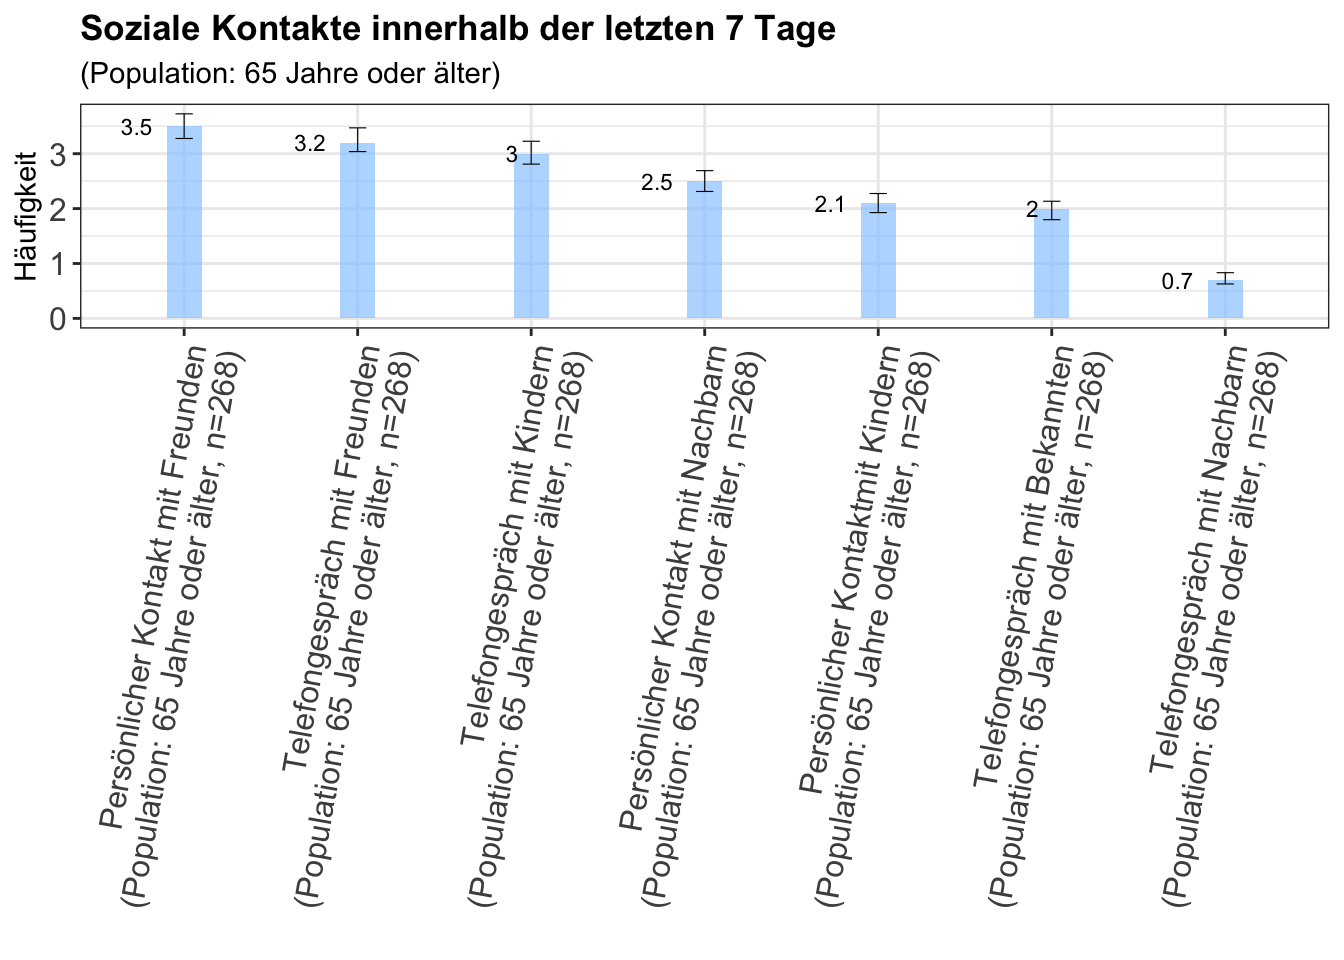 Soziale Kontakte innerhalb der letzten 7 Tage
(Population: 65 Jahre oder älter)
Häufigkeit
3
2
1
0
3.5
3.2
3
2.5
2.1
2
0.7
Persönlicher Kontakt mit Freunden
(Population: 65 Jahre oder älter, n=268)
Telefongespräch mit Freunden
(Population: 65 Jahre oder älter, n=268)
Telefongespräch mit Kindern
(Population: 65 Jahre oder älter, n=268)
Persönlicher Kontakt mit Nachbarn
(Population: 65 Jahre oder älter, n=268)
Persönlicher Kontaktmit Kindern
(Population: 65 Jahre oder älter, n=268)
Telefongespräch mit Bekannten
(Population: 65 Jahre oder älter, n=268)
Telefongespräch mit Nachbarn
(Population: 65 Jahre oder älter, n=268)